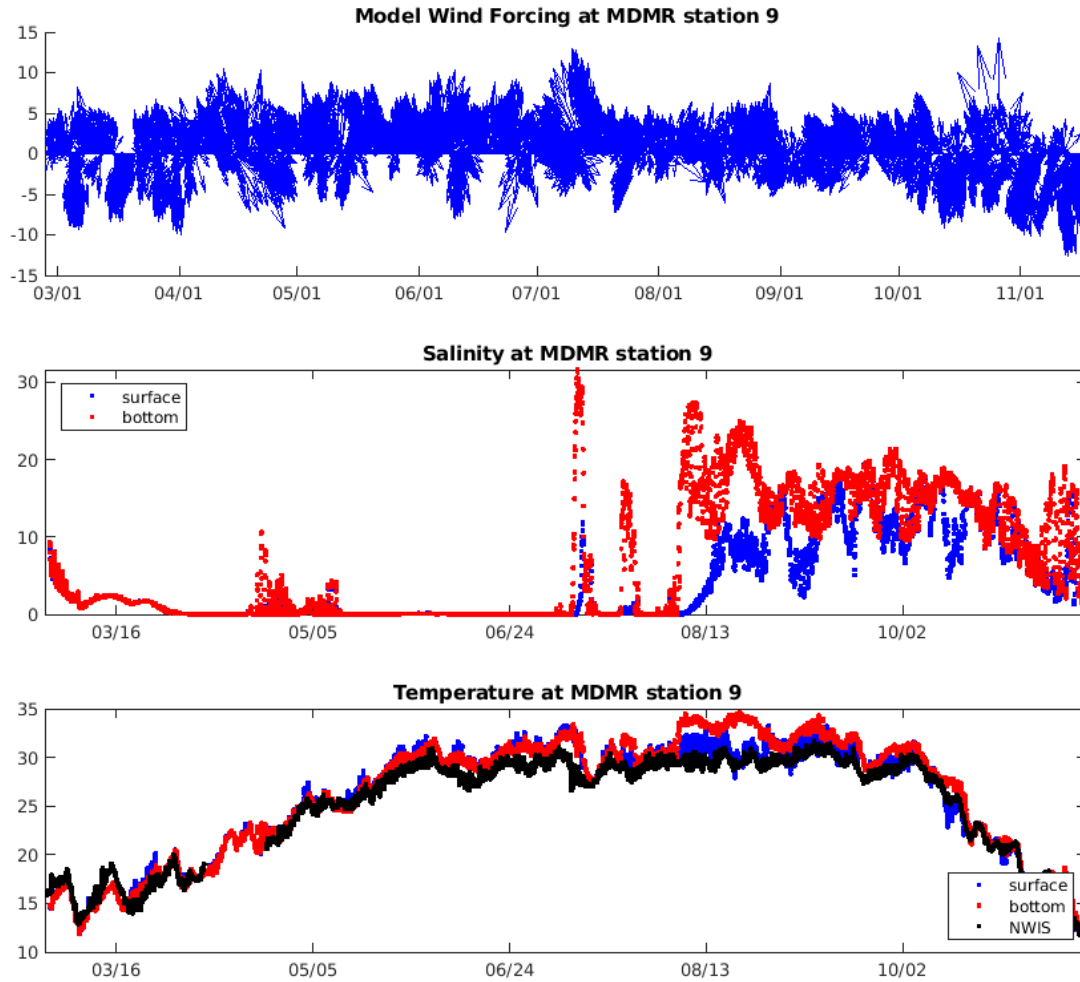 Model Wind Forcing at MDMR station 9
15
10
5
0
-5
-10
-15
03/01 04/01 05/01 06/01 07/01 08/01 09/01 10/01 11/01
Salinity at MDMR station 9
30
20
10
0
surface
bottom
03/16 05/05 06/24 08/13 10/02
Temperature at MDMR station 9
35
30
25
20
15
10
surface
bottom
NWIS
03/16 05/05 06/24 08/13 10/02